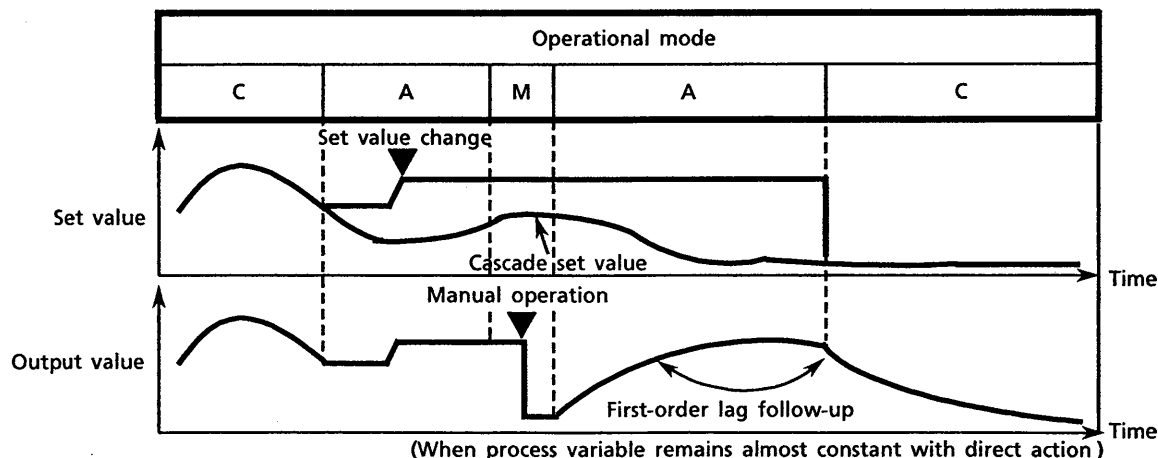 Operational mode
C A M A C
Set value change
Set value
Cascade set value
Time
Manual operation
Output value
First-order lag follow-up
Time
(When process variable remains almost constant with direct action)